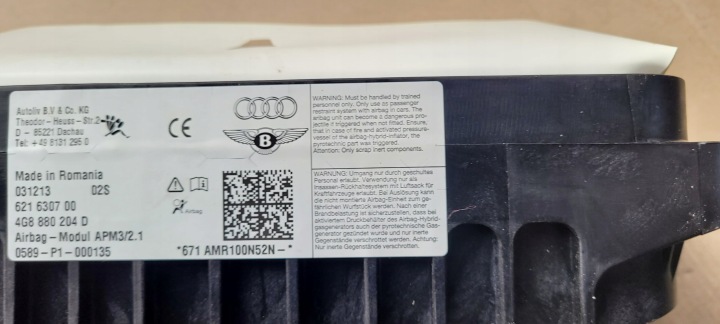 Autoliv B.V & Co. KG
Theodor - Heuss - Str.2
D - 85221 Dachau
Tel: +49 8131 295 0
CE
B
Made in Romania
031213 02S
621 6307 00
4G8 880 204 D
Airbag - Modul APM3/2.1
0589 - P1 - 000135
Airbag
*671 AMR100N52N - *
WARNING: Must be handled by trained
personnel only. Only use as passenger
restraint system with airbag in cars. The
airbag unit can become a dangerous pro-
jectile if triggered when not fitted. Ensure,
that in case of fire and activated pressure-
vessel of the airbag-hybrid-inflator, the
pyrotechnic part was triggered.
Attention: Only scrap inert components.
WARNUNG: Umgang nur durch geschultes
Personal erlaubt. Verwendung nur als
Insassen-Rückhaltesystem mit Luftsack für
Kraftfahrzeuge erlaubt. Bei Auslösung kann
die nicht montierte Airbag-Einheit zu einem
gefährlichen Wurfstück werden. Nach einer
Brandbelastung ist sicherzustellen, dass bei
aktiviertem Druckbehälter des Airbag-Hybrid-
gasgenerators auch der pyrotechnische Gas-
generator gezündet wurde und nur inerte
Gegenstände verschrottet werden.
Achtung: Nur inerte
Gegenstände verschrotten.